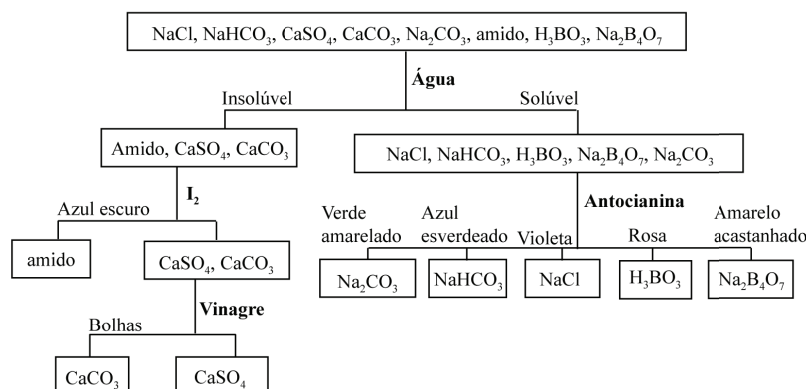 NaCl, NaHCO₃, CaSO₄, CaCO₃, Na₂CO₃, amido, H₃BO₃, Na₂B₄O₇
Água
Insolúvel
Solúvel
Amido, CaSO₄, CaCO₃
NaCl, NaHCO₃, H₃BO₃, Na₂B₄O₇, Na₂CO₃
I₂
Antocianina
Azul escuro
Verde
amarelado
Azul
esverdeado
Violeta
Rosa
Amarelo
acastanhado
amido
CaSO₄, CaCO₃
Na₂CO₃
NaHCO₃
NaCl
H₃BO₃
Na₂B₄O₇
Vinagre
Bolhas
CaCO₃
CaSO₄